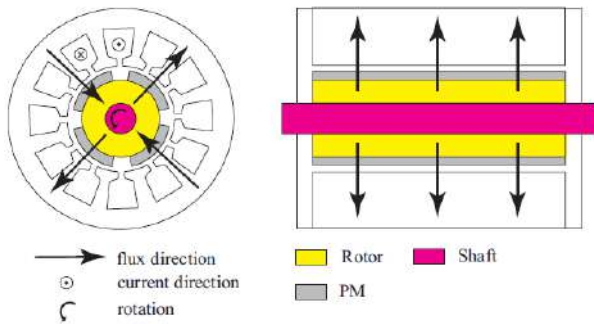 flux direction
current direction
rotation
Rotor
Shaft
PM